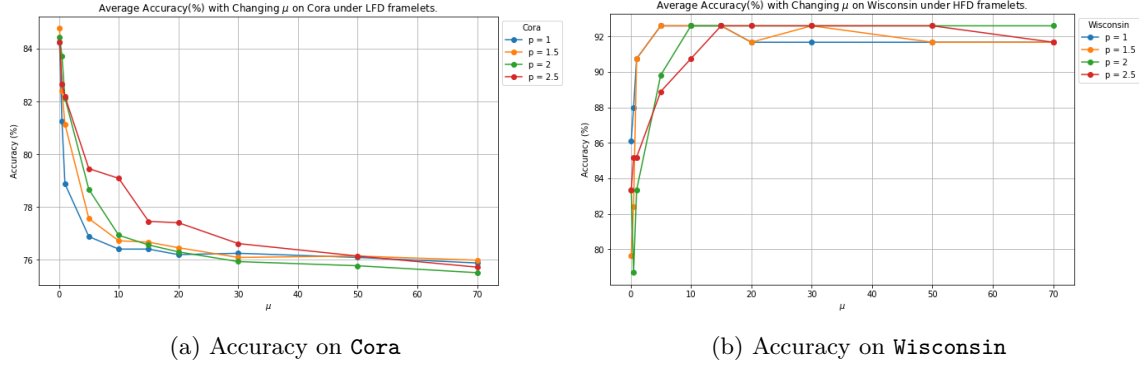 Average Accuracy(%) with Changing μ on Cora under LFD framelets.
84
82
80
78
76
Accuracy (%)
0 10 20 30 40 50 60 70
μ
Cora
p = 1
p = 1.5
p = 2
p = 2.5
(a) Accuracy on Cora
Average Accuracy(%) with Changing μ on Wisconsin under HFD framelets.
92
90
88
86
84
82
80
Accuracy (%)
0 10 20 30 40 50 60 70
μ
Wisconsin
p = 1
p = 1.5
p = 2
p = 2.5
(b) Accuracy on Wisconsin